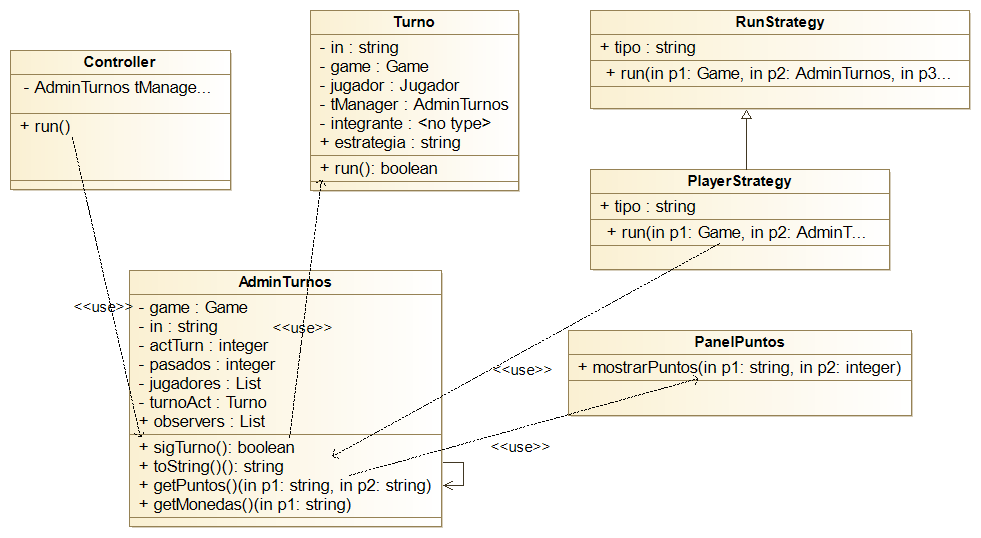 Controller
- AdminTurnos tManage...
+ run()
Turno
- in : string
- game : Game
- jugador : Jugador
- tManager : AdminTurnos
- integrante : <no type>
+ estrategia : string
+ run(): boolean
RunStrategy
+ tipo : string
+ run(in p1: Game, in p2: AdminTurnos, in p3...
PlayerStrategy
+ tipo : string
+ run(in p1: Game, in p2: AdminT...
AdminTurnos
- game : Game
- in : string
- actTurn : integer
- pasados : integer
- jugadores : List
- turnoAct : Turno
+ observers : List
+ sigTurno(): boolean
+ toString()(): string
+ getPuntos()(in p1: string, in p2: string)
+ getMonedas()(in p1: string)
<<use>>
<<use>>
PanelPuntos
+ mostrarPuntos(in p1: string, in p2: integer)
<<use>>
<<use>>